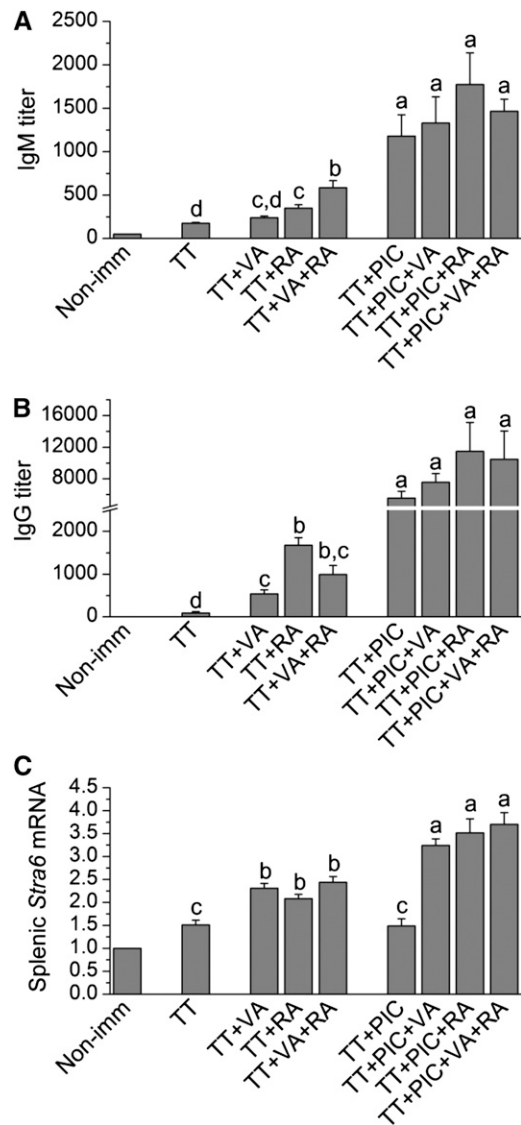 A
IgM titer
2500
2000
1500
1000
500
0
d
c,d
c
b
a
a
a
a
Non-imm
TT
TT+VA
TT+RA
TT+VA+RA
TT+PIC
TT+PIC+VA
TT+PIC+RA
TT+PIC+VA+RA
B
IgG titer
16000
12000
8000
2000
1000
0
d
c
b
b,c
a
a
a
a
Non-imm
TT
TT+VA
TT+RA
TT+VA+RA
TT+PIC
TT+PIC+VA
TT+PIC+RA
TT+PIC+VA+RA
C
Splenic Stra6 mRNA
4.5
4.0
3.5
3.0
2.5
2.0
1.5
1.0
0.5
0.0
c
b
b
b
c
a
a
a
Non-imm
TT
TT+VA
TT+RA
TT+VA+RA
TT+PIC
TT+PIC+VA
TT+PIC+RA
TT+PIC+VA+RA